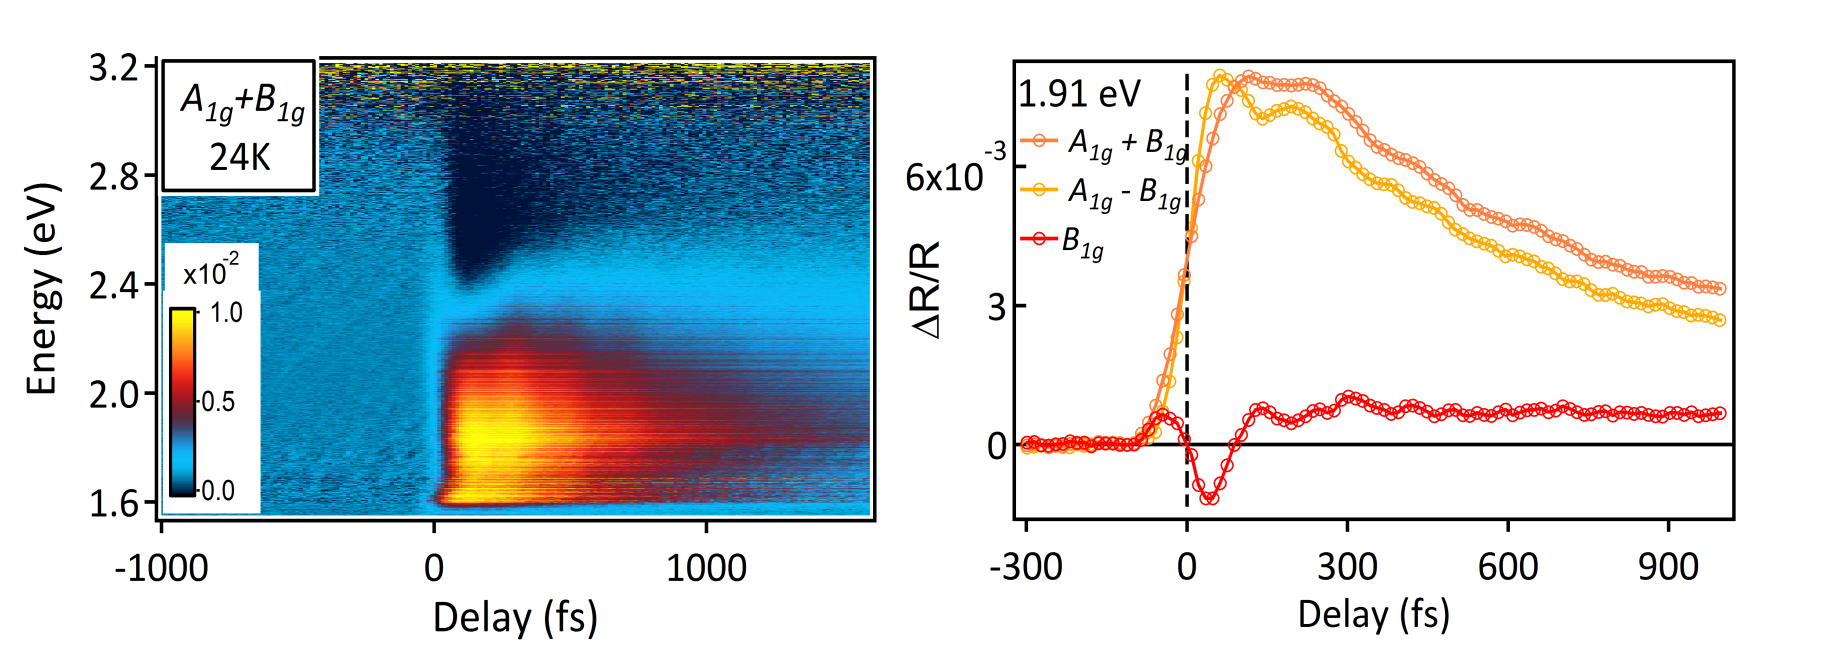 3.2
2.8
2.4
2.0
1.6
Energy (eV)
A1g+B1g
24K
x10-2
1.0
0.5
0.0
-1000
0
1000
Delay (fs)
1.91 eV
A1g + B1g
A1g - B1g
B1g
6x10-3
3
0
ΔR/R
-300
0
300
600
900
Delay (fs)